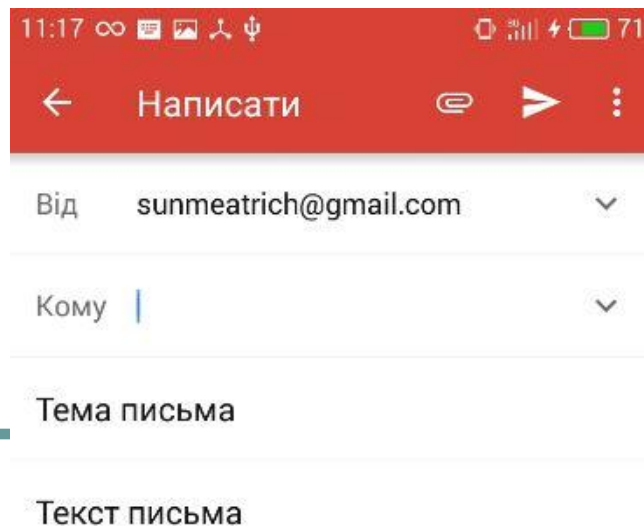 11:17 71
Написати
Від sunmeatrich@gmail.com
Кому
Тема письма
Текст письма